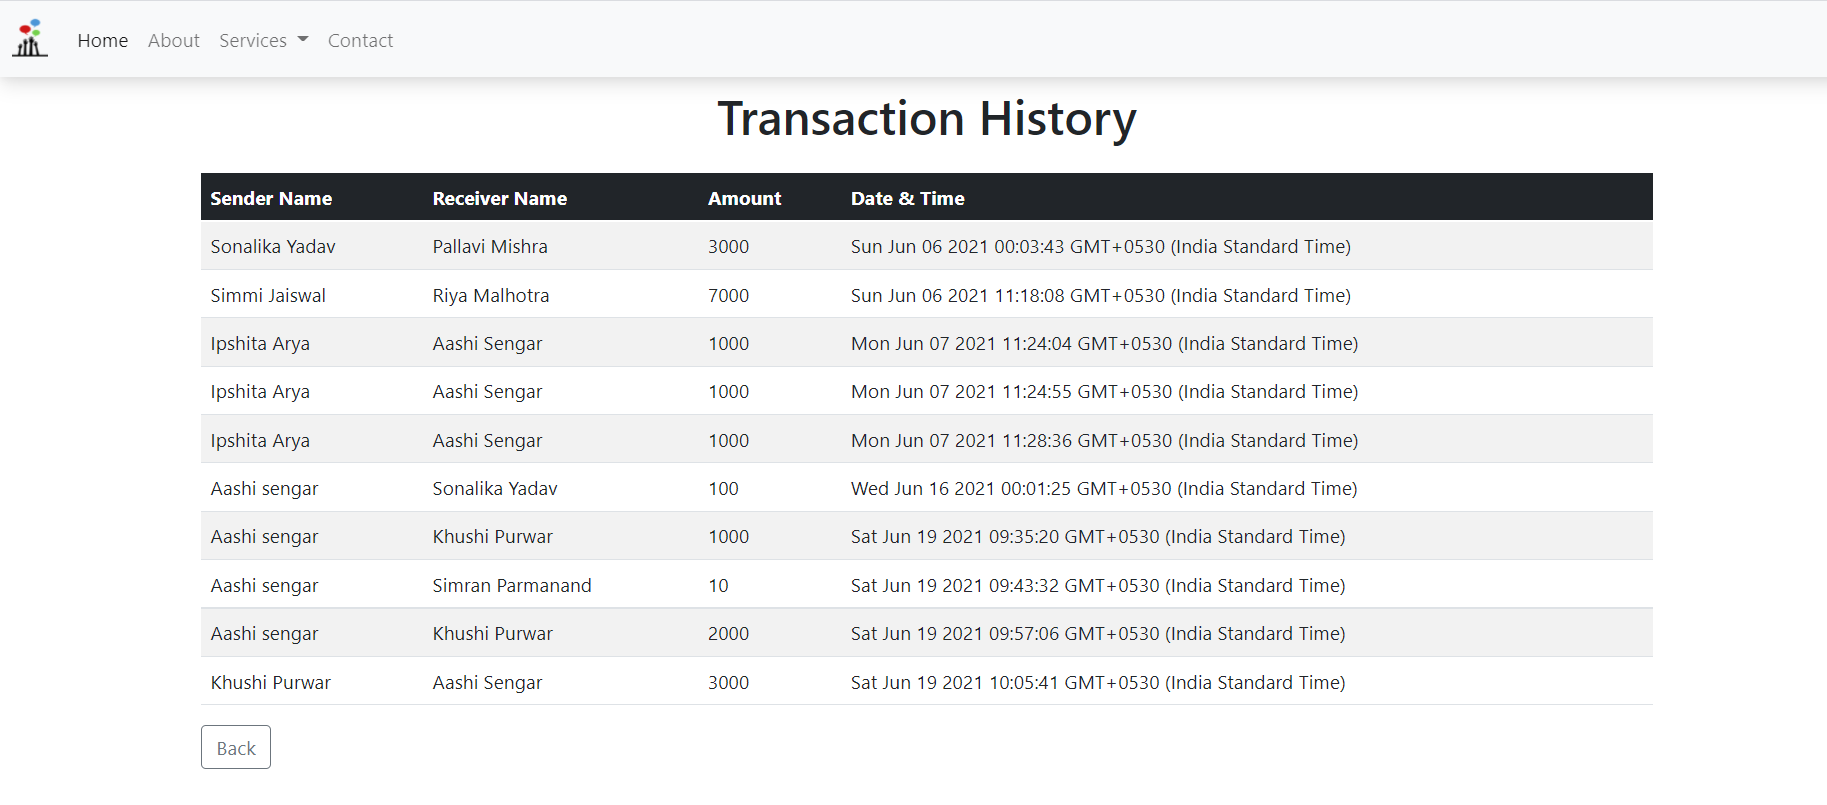 Home About Services Contact
Transaction History
Sender Name Receiver Name Amount Date & Time
Sonalika Yadav Pallavi Mishra 3000 Sun Jun 06 2021 00:03:43 GMT+0530 (India Standard Time)
Simmi Jaiswal Riya Malhotra 7000 Sun Jun 06 2021 11:18:08 GMT+0530 (India Standard Time)
Ipshita Arya Aashi Sengar 1000 Mon Jun 07 2021 11:24:04 GMT+0530 (India Standard Time)
Ipshita Arya Aashi Sengar 1000 Mon Jun 07 2021 11:24:55 GMT+0530 (India Standard Time)
Ipshita Arya Aashi Sengar 1000 Mon Jun 07 2021 11:28:36 GMT+0530 (India Standard Time)
Aashi sengar Sonalika Yadav 100 Wed Jun 16 2021 00:01:25 GMT+0530 (India Standard Time)
Aashi sengar Khushi Purwar 1000 Sat Jun 19 2021 09:35:20 GMT+0530 (India Standard Time)
Aashi sengar Simran Parmanand 10 Sat Jun 19 2021 09:43:32 GMT+0530 (India Standard Time)
Aashi sengar Khushi Purwar 2000 Sat Jun 19 2021 09:57:06 GMT+0530 (India Standard Time)
Khushi Purwar Aashi Sengar 3000 Sat Jun 19 2021 10:05:41 GMT+0530 (India Standard Time)
Back